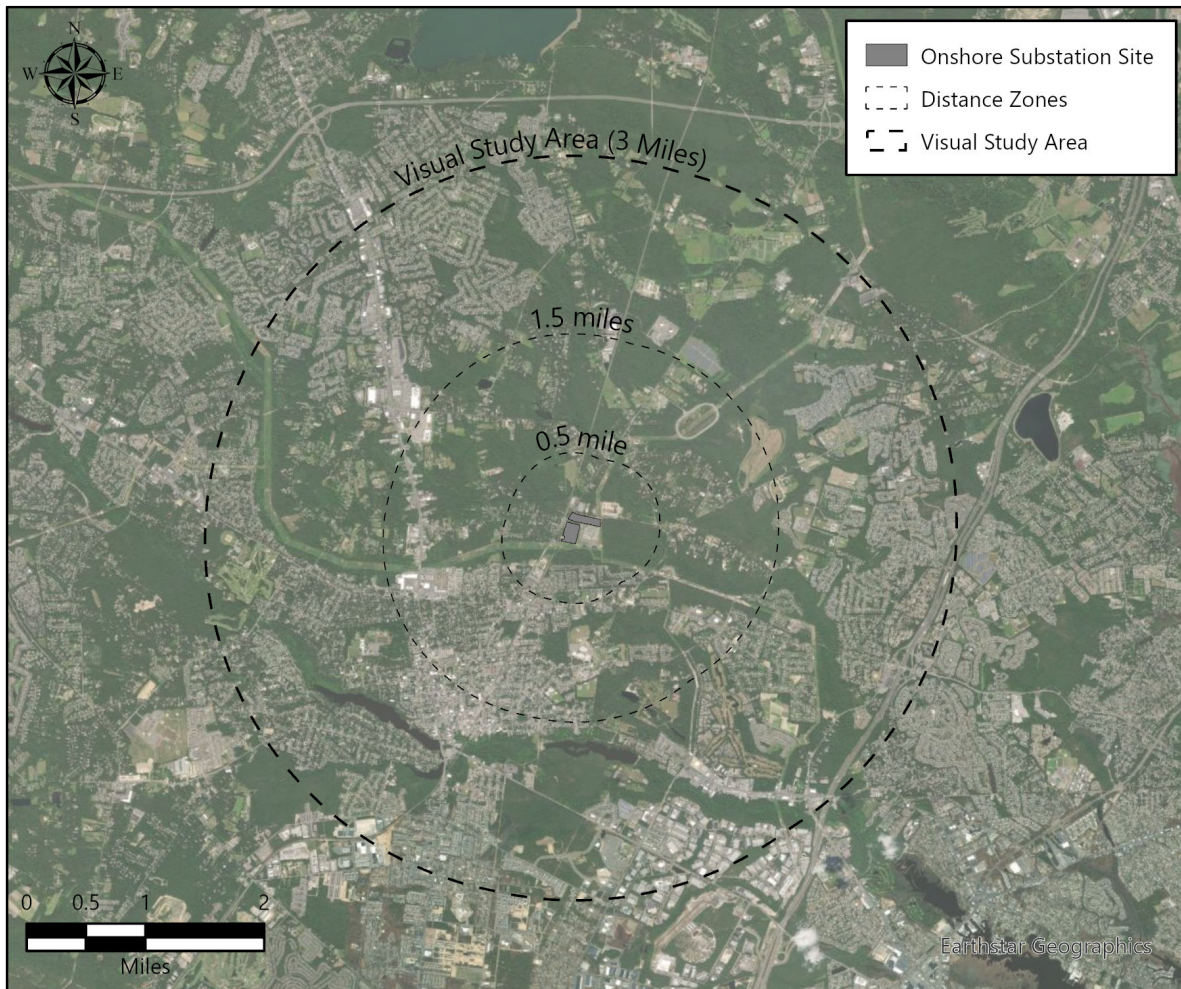 N
W E
S
Onshore Substation Site
Distance Zones
Visual Study Area
Visual Study Area (3 Miles)
1.5 miles
0.5 mile
0 0.5 1 2
Miles
Earthstar Geographics